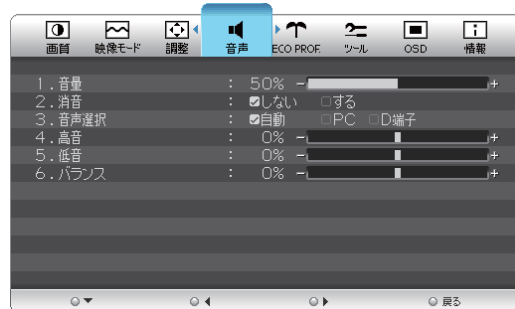 画質 映像モード 調整 音声 ECO PROF. ツール OSD 情報
1.音量 : 50% - +
2.消音 : ☑しない □する
3.音声選択 : ☑自動 □PC □D端子
4.高音 : 0% - +
5.低音 : 0% - +
6.バランス : 0% - +
戻る